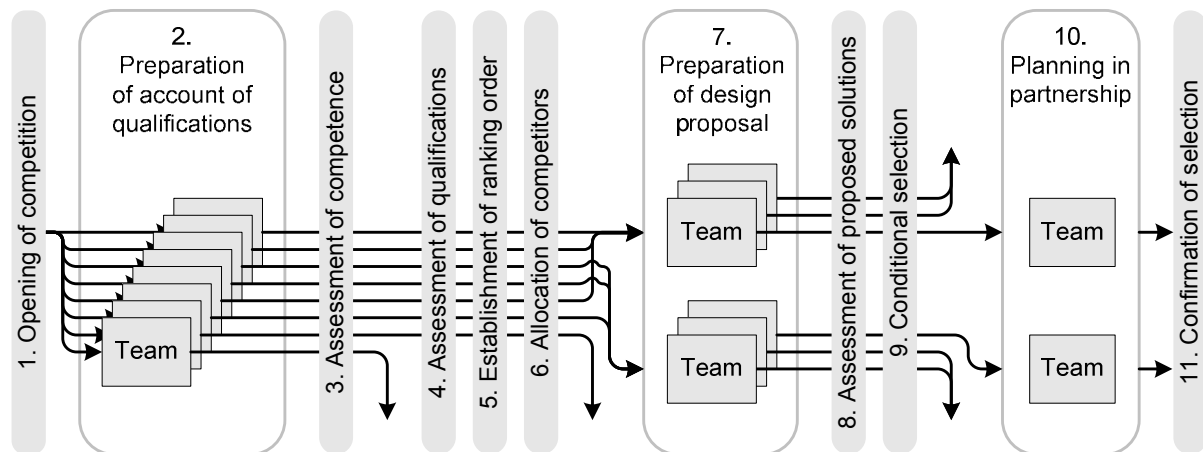 1. Opening of competition
2.
Preparation
of account of
qualifications
Team
3. Assessment of competence
4. Assessment of qualifications
5. Establishment of ranking order
6. Allocation of competitors
7.
Preparation
of design
proposal
Team
Team
8. Assessment of proposed solutions
9. Conditional selection
10.
Planning in
partnership
Team
Team
11. Confirmation of selection